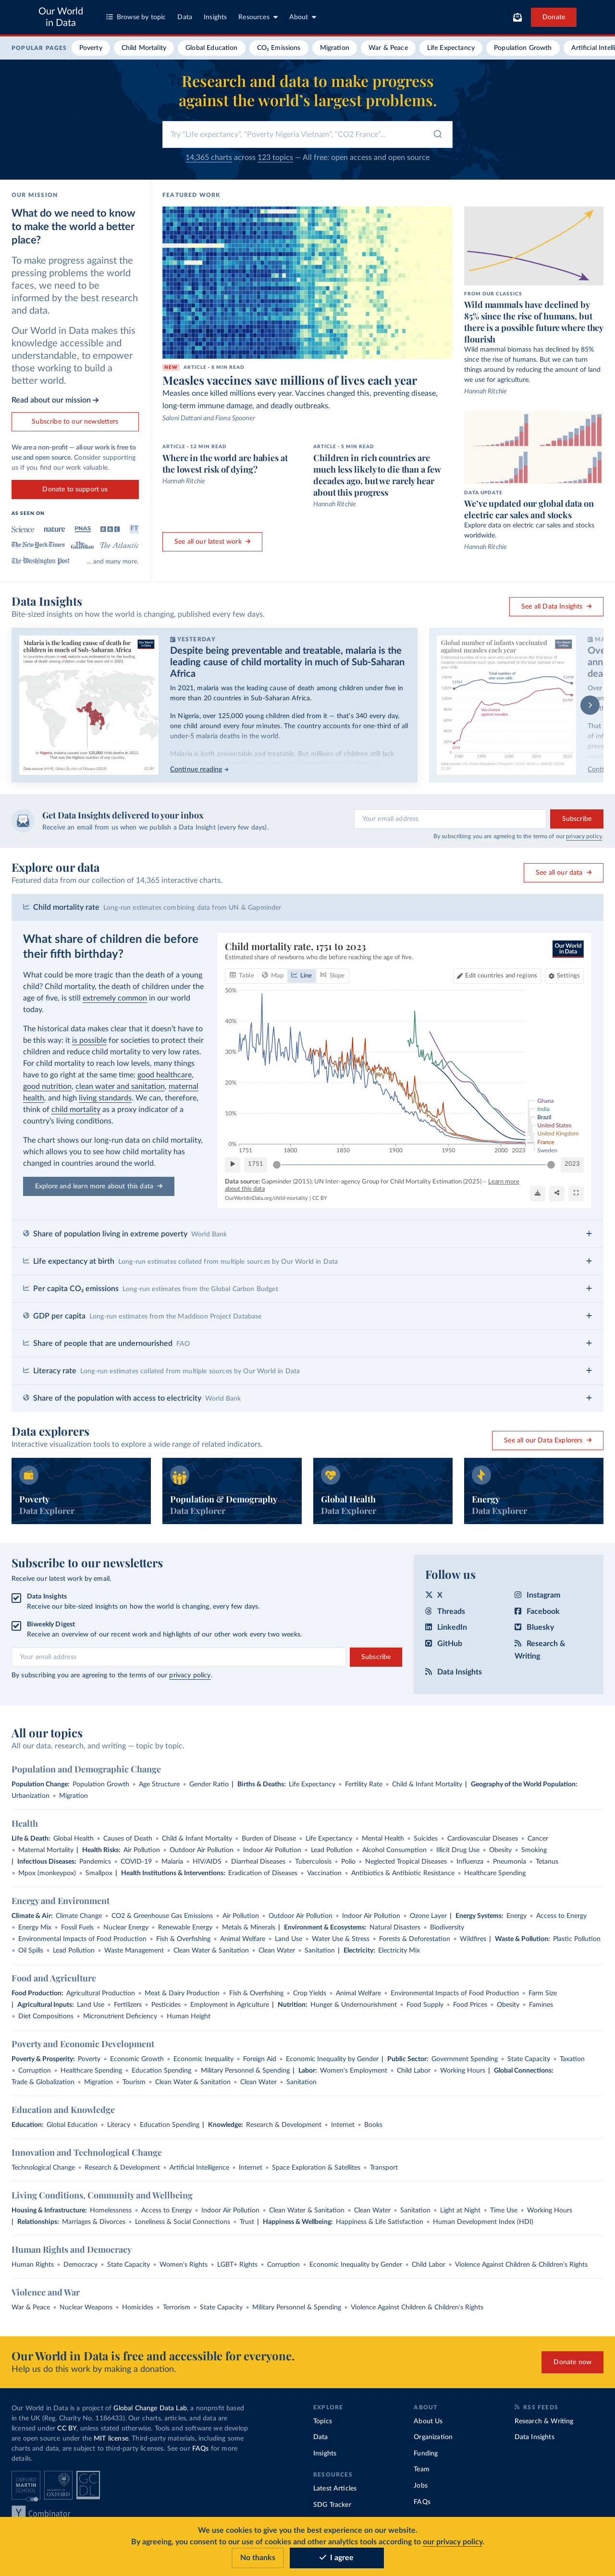 Our World in Data
Browse by topic
Data
Insights
Resources
About
Donate
POPULAR PAGES
Poverty
Child Mortality
Global Education
CO₂ Emissions
Migration
War & Peace
Life Expectancy
Population Growth
Artificial Intelli
Research and data to make progress
against the world's largest problems.
Try "Life expectancy", "Poverty Nigeria Vietnam", "CO2 France"...
14,365 charts across 123 topics — All free: open access and open source
OUR MISSION
What do we need to know to make the world a better place?
To make progress against the pressing problems the world faces, we need to be informed by the best research and data.
Our World in Data makes this knowledge accessible and understandable, to empower those working to build a better world.
Read about our mission →
Subscribe to our newsletters
We are a non-profit — all our work is free to use and open source. Consider supporting us if you find our work valuable.
Donate to support us
AS SEEN ON
Science
nature
PNAS
BBC
FT
The New York Times
The Guardian
The Atlantic
The Washington Post
... and many more.
FEATURED WORK
NEW ARTICLE - 8 MIN READ
Measles vaccines save millions of lives each year
Measles once killed millions every year. Vaccines changed this, preventing disease, long-term immune damage, and deadly outbreaks.
Saloni Dattani and Fiona Spooner
ARTICLE - 12 MIN READ
Where in the world are babies at the lowest risk of dying?
Hannah Ritchie
ARTICLE - 5 MIN READ
Children in rich countries are much less likely to die than a few decades ago, but we rarely hear about this progress
Hannah Ritchie
See all our latest work →
FROM OUR CLASSICS
Wild mammals have declined by 85% since the rise of humans, but there is a possible future where they flourish
Wild mammal biomass has declined by 85% since the rise of humans. But we can turn things around by reducing the amount of land we use for agriculture.
Hannah Ritchie
DATA UPDATE
We've updated our global data on electric car sales and stocks
Explore data on electric car sales and stocks worldwide.
Hannah Ritchie
Data Insights
Bite-sized insights on how the world is changing, published every few days.
See all Data Insights →
Malaria is the leading cause of death for children in much of Sub-Saharan Africa
YESTERDAY
Despite being preventable and treatable, malaria is the leading cause of child mortality in much of Sub-Saharan Africa
In 2021, malaria was the leading cause of death among children under five in more than 20 countries in Sub-Saharan Africa.
In Nigeria, over 125,000 young children died from it — that's 340 every day, or one child around every four minutes. The country accounts for one-third of all under-5 malaria deaths in the world.
Malaria is both preventable and treatable. But millions of children still lack
Continue reading →
Global number of infants vaccinated against measles each year
Get Data Insights delivered to your inbox
Receive an email from us when we publish a Data Insight (every few days).
Your email address
Subscribe
By subscribing you are agreeing to the terms of our privacy policy.
Explore our data
Featured data from our collection of 14,365 interactive charts.
See all our data →
Child mortality rate Long-run estimates combining data from UN & Gapminder
What share of children die before their fifth birthday?
What could be more tragic than the death of a young child? Child mortality, the death of children under the age of five, is still extremely common in our world today.
The historical data makes clear that it doesn't have to be this way: it is possible for societies to protect their children and reduce child mortality to very low rates. For child mortality to reach low levels, many things have to go right at the same time: good healthcare, good nutrition, clean water and sanitation, maternal health, and high living standards. We can, therefore, think of child mortality as a proxy indicator of a country's living conditions.
The chart shows our long-run data on child mortality, which allows you to see how child mortality has changed in countries around the world.
Explore and learn more about this data →
Child mortality rate, 1751 to 2023
Estimated share of newborns who die before reaching the age of five.
Our World in Data
Table
Map
Line
Slope
Edit countries and regions
Settings
50%
40%
30%
20%
10%
0%
1751
1800
1850
1900
1950
2000
2023
Ghana
India
Brazil
United States
United Kingdom
France
Sweden
1751
2023
Data source: Gapminder (2015); UN Inter-agency Group for Child Mortality Estimation (2025) – Learn more about this data
OurWorldinData.org/child-mortality | CC BY
Share of population living in extreme poverty World Bank
Life expectancy at birth Long-run estimates collated from multiple sources by Our World in Data
Per capita CO₂ emissions Long-run estimates from the Global Carbon Budget
GDP per capita Long-run estimates from the Maddison Project Database
Share of people that are undernourished FAO
Literacy rate Long-run estimates collated from multiple sources by Our World in Data
Share of the population with access to electricity World Bank
Data explorers
Interactive visualization tools to explore a wide range of related indicators.
See all our Data Explorers →
Poverty
Data Explorer
Population & Demography
Data Explorer
Global Health
Data Explorer
Energy
Data Explorer
Subscribe to our newsletters
Receive our latest work by email.
Data Insights
Receive our bite-sized insights on how the world is changing, every few days.
Biweekly Digest
Receive an overview of our recent work and highlights of our other work every two weeks.
Your email address
Subscribe
By subscribing you are agreeing to the terms of our privacy policy.
Follow us
X
Instagram
Threads
Facebook
LinkedIn
Bluesky
GitHub
Research & Writing
Data Insights
All our topics
All our data, research, and writing — topic by topic.
Population and Demographic Change
Population Change: Population Growth • Age Structure • Gender Ratio | Births & Deaths: Life Expectancy • Fertility Rate • Child & Infant Mortality | Geography of the World Population:
Urbanization • Migration
Health
Life & Death: Global Health • Causes of Death • Child & Infant Mortality • Burden of Disease • Life Expectancy • Mental Health • Suicides • Cardiovascular Diseases • Cancer
• Maternal Mortality | Health Risks: Air Pollution • Outdoor Air Pollution • Indoor Air Pollution • Lead Pollution • Alcohol Consumption • Illicit Drug Use • Obesity • Smoking
| Infectious Diseases: Pandemics • COVID-19 • Malaria • HIV/AIDS • Diarrheal Diseases • Tuberculosis • Polio • Neglected Tropical Diseases • Influenza • Pneumonia • Tetanus
• Mpox (monkeypox) • Smallpox | Health Institutions & Interventions: Eradication of Diseases • Vaccination • Antibiotics & Antibiotic Resistance • Healthcare Spending
Energy and Environment
Climate & Air: Climate Change • CO2 & Greenhouse Gas Emissions • Air Pollution • Outdoor Air Pollution • Indoor Air Pollution • Ozone Layer | Energy Systems: Energy • Access to Energy
• Energy Mix • Fossil Fuels • Nuclear Energy • Renewable Energy • Metals & Minerals | Environment & Ecosystems: Natural Disasters • Biodiversity
• Environmental Impacts of Food Production • Fish & Overfishing • Animal Welfare • Land Use • Water Use & Stress • Forests & Deforestation • Wildfires | Waste & Pollution: Plastic Pollution
• Oil Spills • Lead Pollution • Waste Management • Clean Water & Sanitation • Clean Water • Sanitation | Electricity: Electricity Mix
Food and Agriculture
Food Production: Agricultural Production • Meat & Dairy Production • Fish & Overfishing • Crop Yields • Animal Welfare • Environmental Impacts of Food Production • Farm Size
| Agricultural Inputs: Land Use • Fertilizers • Pesticides • Employment in Agriculture | Nutrition: Hunger & Undernourishment • Food Supply • Food Prices • Obesity • Famines
• Diet Compositions • Micronutrient Deficiency • Human Height
Poverty and Economic Development
Poverty & Prosperity: Poverty • Economic Growth • Economic Inequality • Foreign Aid • Economic Inequality by Gender | Public Sector: Government Spending • State Capacity • Taxation
• Corruption • Healthcare Spending • Education Spending • Military Personnel & Spending | Labor: Women's Employment • Child Labor • Working Hours | Global Connections:
Trade & Globalization • Migration • Tourism • Clean Water & Sanitation • Clean Water • Sanitation
Education and Knowledge
Education: Global Education • Literacy • Education Spending | Knowledge: Research & Development • Internet • Books
Innovation and Technological Change
Technological Change • Research & Development • Artificial Intelligence • Internet • Space Exploration & Satellites • Transport
Living Conditions, Community and Wellbeing
Housing & Infrastructure: Homelessness • Access to Energy • Indoor Air Pollution • Clean Water & Sanitation • Clean Water • Sanitation • Light at Night • Time Use • Working Hours
| Relationships: Marriages & Divorces • Loneliness & Social Connections • Trust | Happiness & Wellbeing: Happiness & Life Satisfaction • Human Development Index (HDI)
Human Rights and Democracy
Human Rights • Democracy • State Capacity • Women's Rights • LGBT+ Rights • Corruption • Economic Inequality by Gender • Child Labor • Violence Against Children & Children's Rights
Violence and War
War & Peace • Nuclear Weapons • Homicides • Terrorism • State Capacity • Military Personnel & Spending • Violence Against Children & Children's Rights
Our World in Data is free and accessible for everyone.
Help us do this work by making a donation.
Donate now
Our World in Data is a project of Global Change Data Lab, a nonprofit based in the UK (Reg. Charity No. 1186433). Our charts, articles, and data are licensed under CC BY, unless stated otherwise. Tools and software we develop are open source under the MIT license. Third-party materials, including some charts and data, are subject to third-party licenses. See our FAQs for more details.
OXFORD MARTIN SCHOOL
UNIVERSITY OF OXFORD
GCDL
Y Combinator
EXPLORE
Topics
Data
Insights
RESOURCES
Latest Articles
SDG Tracker
ABOUT
About Us
Organization
Funding
Team
Jobs
FAQs
RSS FEEDS
Research & Writing
Data Insights
We use cookies to give you the best experience on our website.
By agreeing, you consent to our use of cookies and other analytics tools according to our privacy policy.
No thanks
I agree